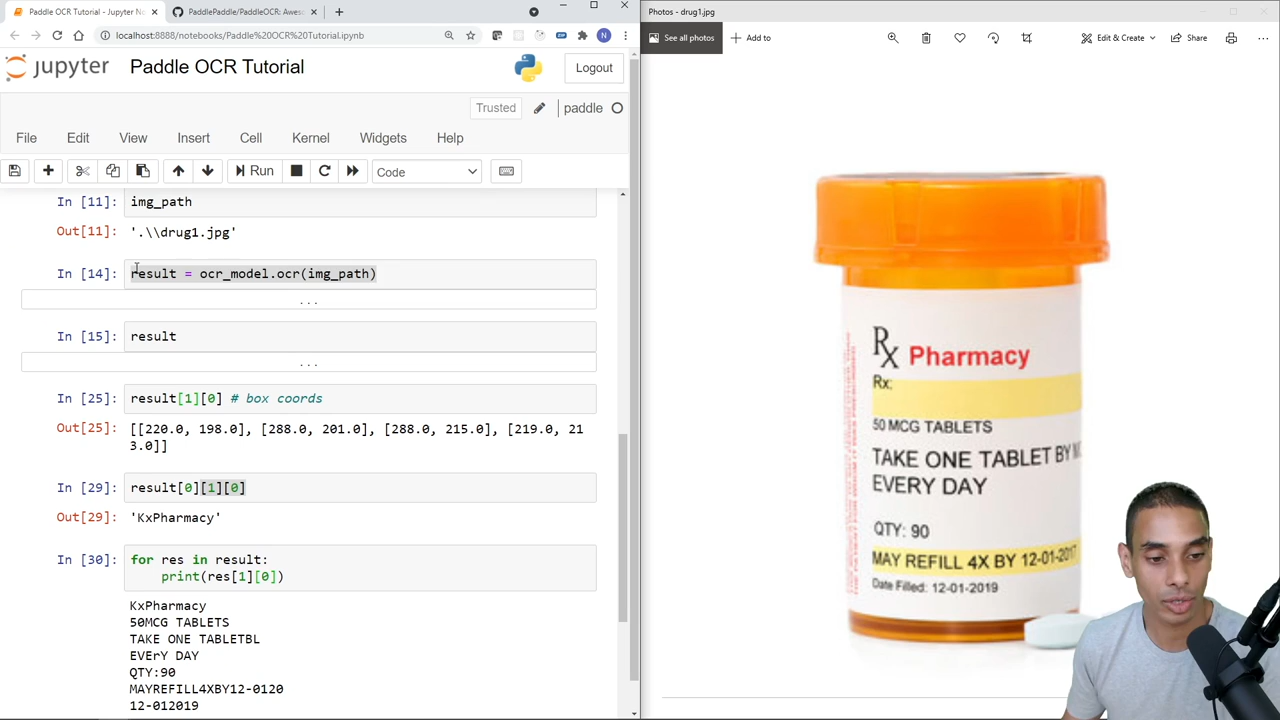 Paddle OCR Tutorial - Jupyter Note
PaddlePaddle/PaddleOCR: Aweso
localhost:8888/notebooks/Paddle%20OCR%20Tutorial.ipynb
jupyter
Paddle OCR Tutorial
Logout
Trusted
paddle
File Edit View Insert Cell Kernel Widgets Help
Run
Code
In [11]: img_path
Out[11]: '.\\drug1.jpg'
In [14]: result = ocr_model.ocr(img_path)
...
In [15]: result
...
In [25]: result[1][0] # box coords
[288.0, 201.0], [288.0, 215.0], [219.0, 21
3.0]]
Out[25]:
In [29]: result[0][1][0]
Out[29]: 'KxPharmacy'
In [30]: for res in result:
print(res[1][0])
KxPharmacy
50MCG TABLETS
TAKE ONE TABLETBL
EVErY DAY
QTY:90
MAYREFILL4XBY12-0120
12-012019
Photos - drug1.jpg
See all photos
Add to
Edit & Create
Share
Rx Pharmacy
Rx:
50 MCG TABLETS
TAKE ONE TABLET BY
EVERY DAY
QTY: 90
MAY REFILL 4X BY 12-01-2017
Date Filled: 12-01-2019